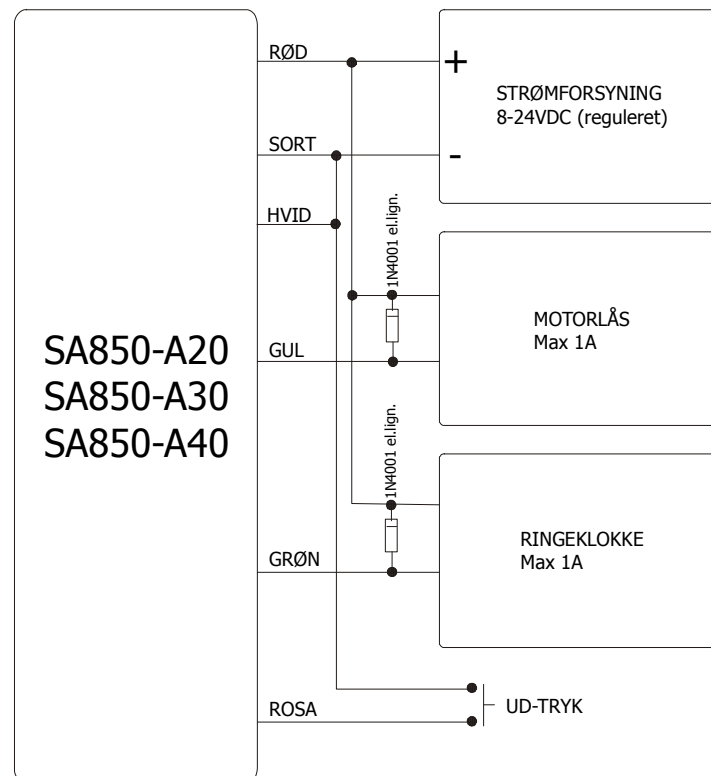 RØD
+
STRØMFORSYNING
8-24VDC (reguleret)
SORT
-
HVID
1N4001 el.lign.
MOTORLÅS
Max 1A
SA850-A20
SA850-A30
SA850-A40
GUL
1N4001 el.lign.
RINGEKLOKKE
Max 1A
GRØN
ROSA
UD-TRYK